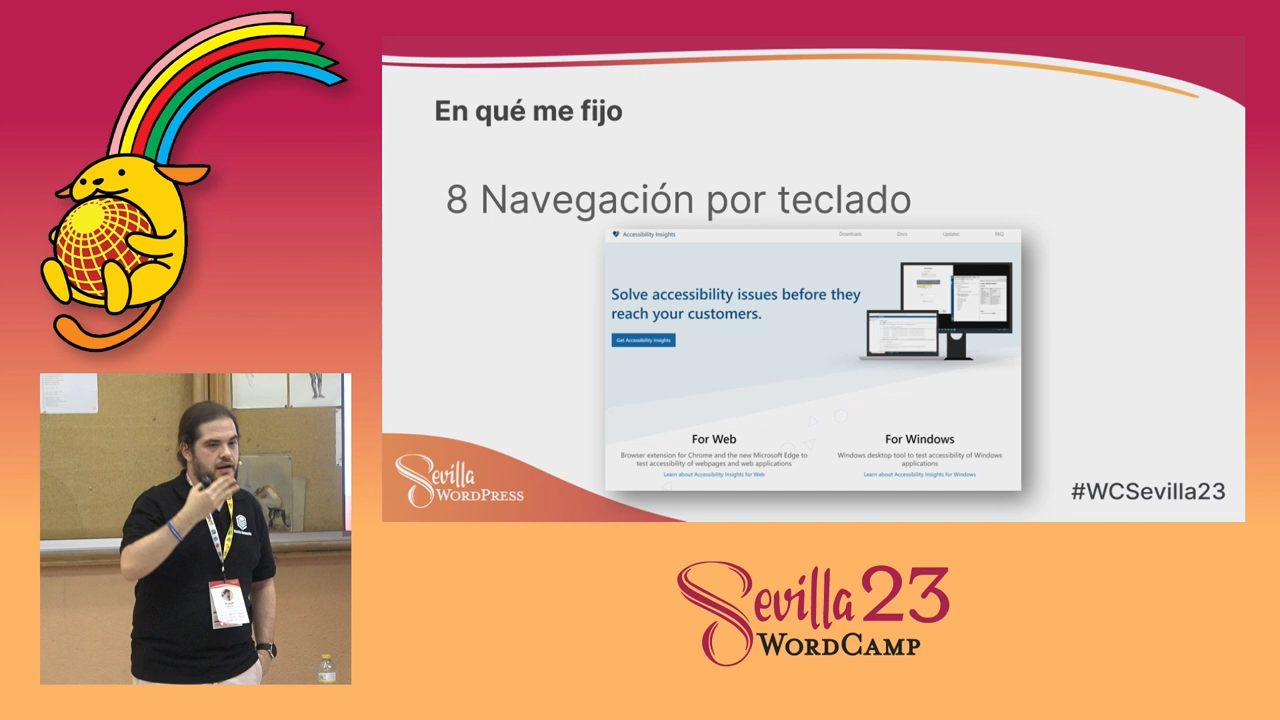 En qué me fijo
8 Navegación por teclado
Accessibility Insights
Downloads
Docs
Updates
FAQ
Solve accessibility issues before they
reach your customers.
Get Accessibility Insights
For Web
Browser extension for Chrome and the new Microsoft Edge to
test accessibility of webpages and web applications
Learn about Accessibility Insights for Web
For Windows
Windows desktop tool to test accessibility of Windows
applications
Learn about Accessibility Insights for Windows
Sevilla
WORDPRESS
#WCSevilla23
Sevilla 23
WORDCAMP